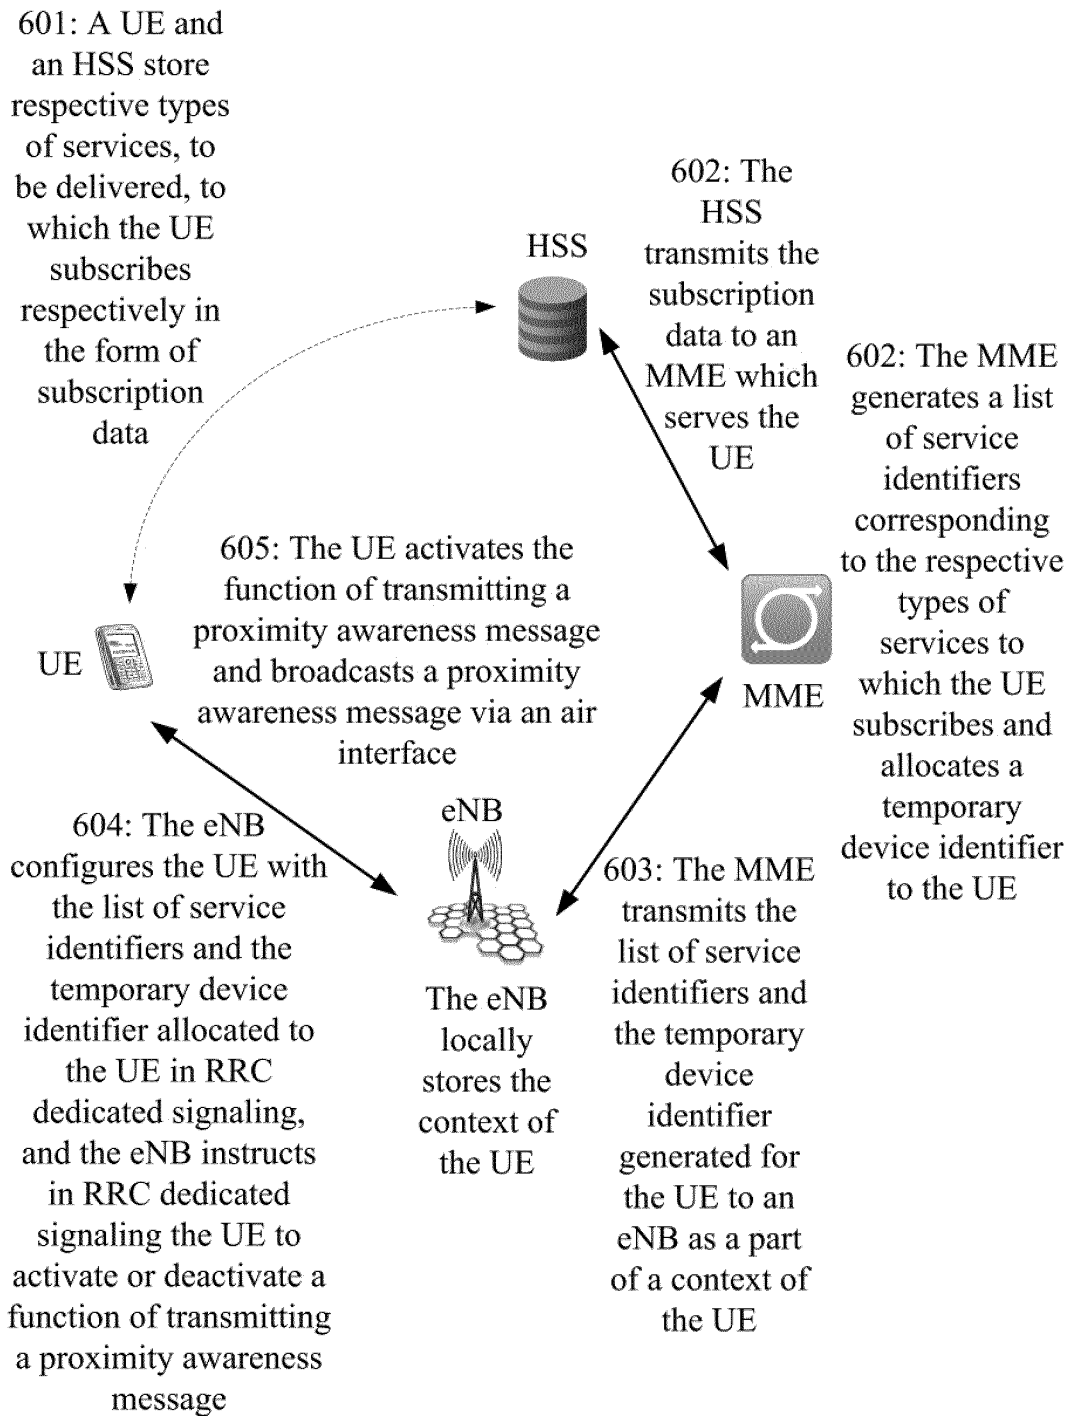 601: A UE and
an HSS store
respective types
of services, to
be delivered, to
which the UE
subscribes
respectively in
the form of
subscription
data
HSS
602: The
HSS
transmits the
subscription
data to an
MME which
serves the
UE
602: The MME
generates a list
of service
identifiers
corresponding
to the respective
types of
services to
which the UE
subscribes and
allocates a
temporary
device identifier
to the UE
MME
605: The UE activates the
function of transmitting a
proximity awareness message
and broadcasts a proximity
awareness message via an air
interface
UE
eNB
604: The eNB
configures the UE with
the list of service
identifiers and the
temporary device
identifier allocated to
the UE in RRC
dedicated signaling,
and the eNB instructs
in RRC dedicated
signaling the UE to
activate or deactivate a
function of transmitting
a proximity awareness
message
The eNB
locally
stores the
context of
the UE
603: The MME
transmits the
list of service
identifiers and
the temporary
device
identifier
generated for
the UE to an
eNB as a part
of a context of
the UE